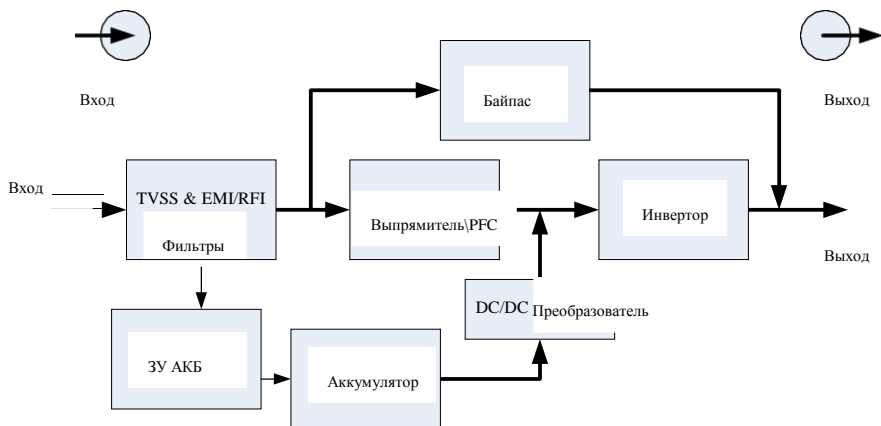 Вход
Выход
Байпас
Вход
TVSS & EMI/RFI
Фильтры
Выпрямитель\PFC
Инвертор
Выход
DC/DC Преобразователь
ЗУ АКБ
Аккумулятор